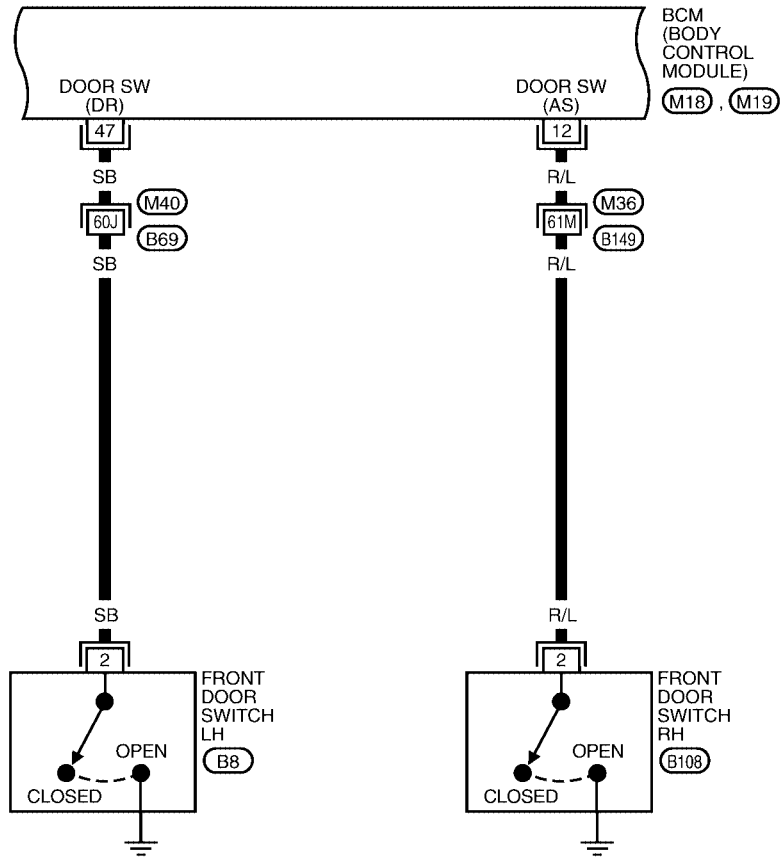 BCM
(BODY
CONTROL
MODULE)
M18 , M19
DOOR SW
(DR)
DOOR SW
(AS)
47
12
SB
R/L
M40
M36
60J
61M
B69
B149
SB
R/L
SB
R/L
2
2
FRONT
DOOR
SWITCH
LH
B8
OPEN
CLOSED
FRONT
DOOR
SWITCH
RH
B108
OPEN
CLOSED